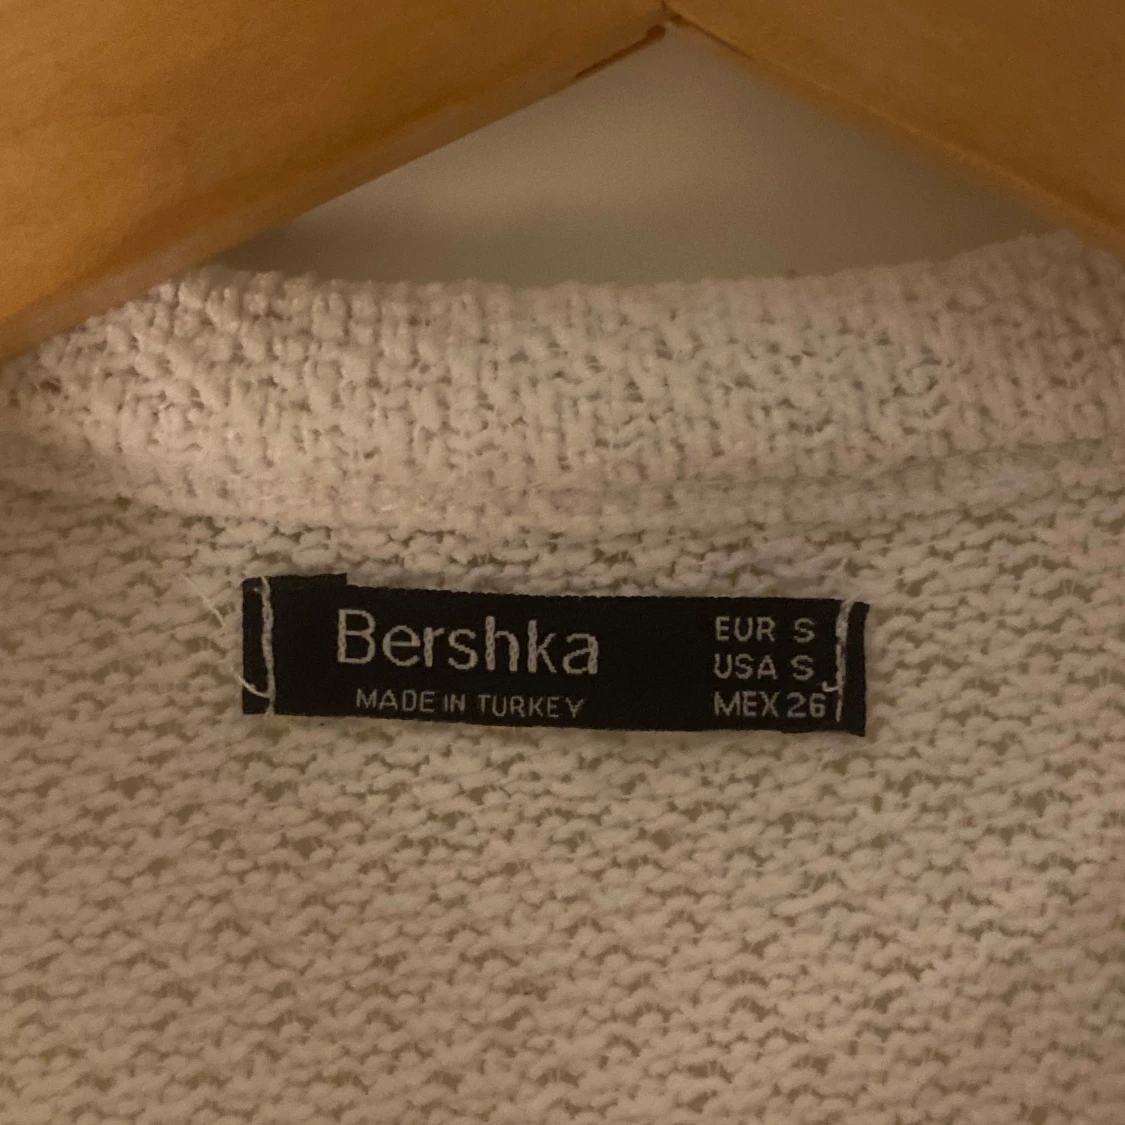 Bershka
MADE IN TURKEY
EUR S
USA S
MEX 26